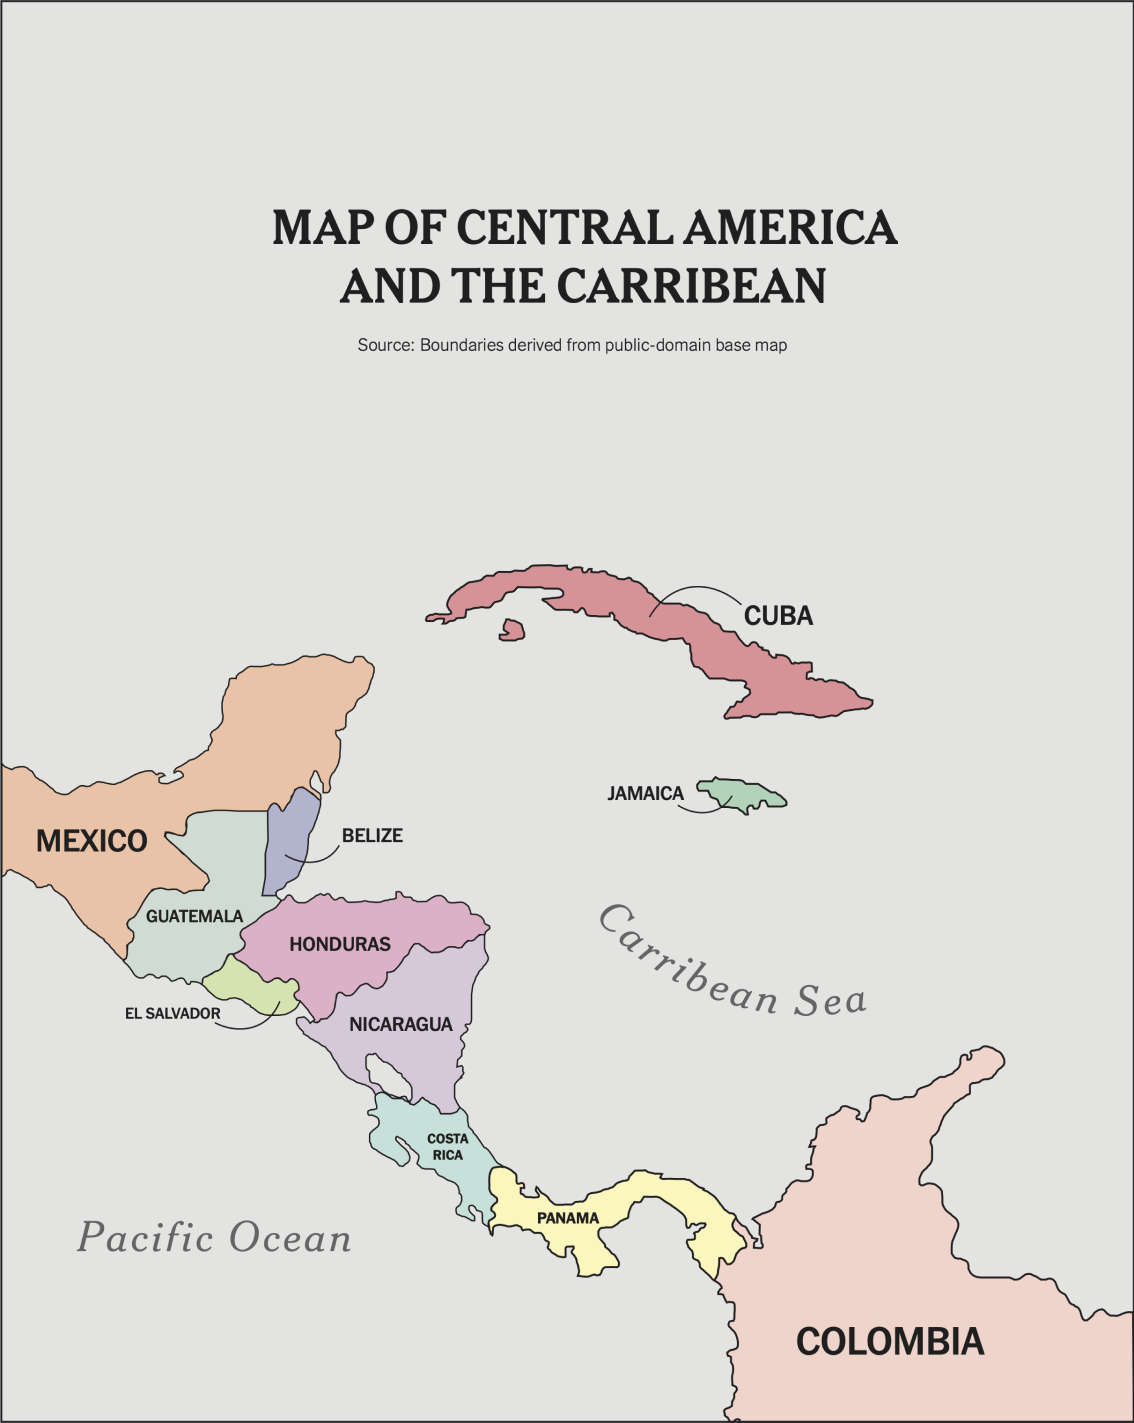 MAP OF CENTRAL AMERICA
AND THE CARRIBEAN
Source: Boundaries derived from public-domain base map
CUBA
JAMAICA
MEXICO
BELIZE
GUATEMALA
HONDURAS
EL SALVADOR
NICARAGUA
Carribean Sea
COSTA
RICA
PANAMA
Pacific Ocean
COLOMBIA